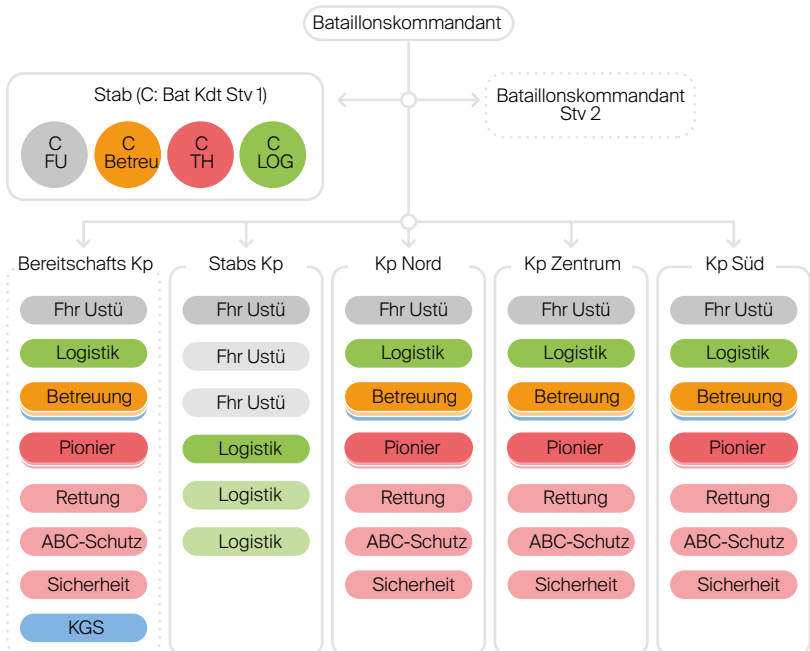 Bataillonskommandant
Stab (C: Bat Kdt Stv 1)
C
FU
C
Betreu
C
TH
C
LOG
Bataillonskommandant
Stv 2
Bereitschafts Kp
Fhr Ustü
Logistik
Betreuung
Pionier
Rettung
ABC-Schutz
Sicherheit
KGS
Stabs Kp
Fhr Ustü
Fhr Ustü
Fhr Ustü
Logistik
Logistik
Logistik
Kp Nord
Fhr Ustü
Logistik
Betreuung
Pionier
Rettung
ABC-Schutz
Sicherheit
Kp Zentrum
Fhr Ustü
Logistik
Betreuung
Pionier
Rettung
ABC-Schutz
Sicherheit
Kp Süd
Fhr Ustü
Logistik
Betreuung
Pionier
Rettung
ABC-Schutz
Sicherheit